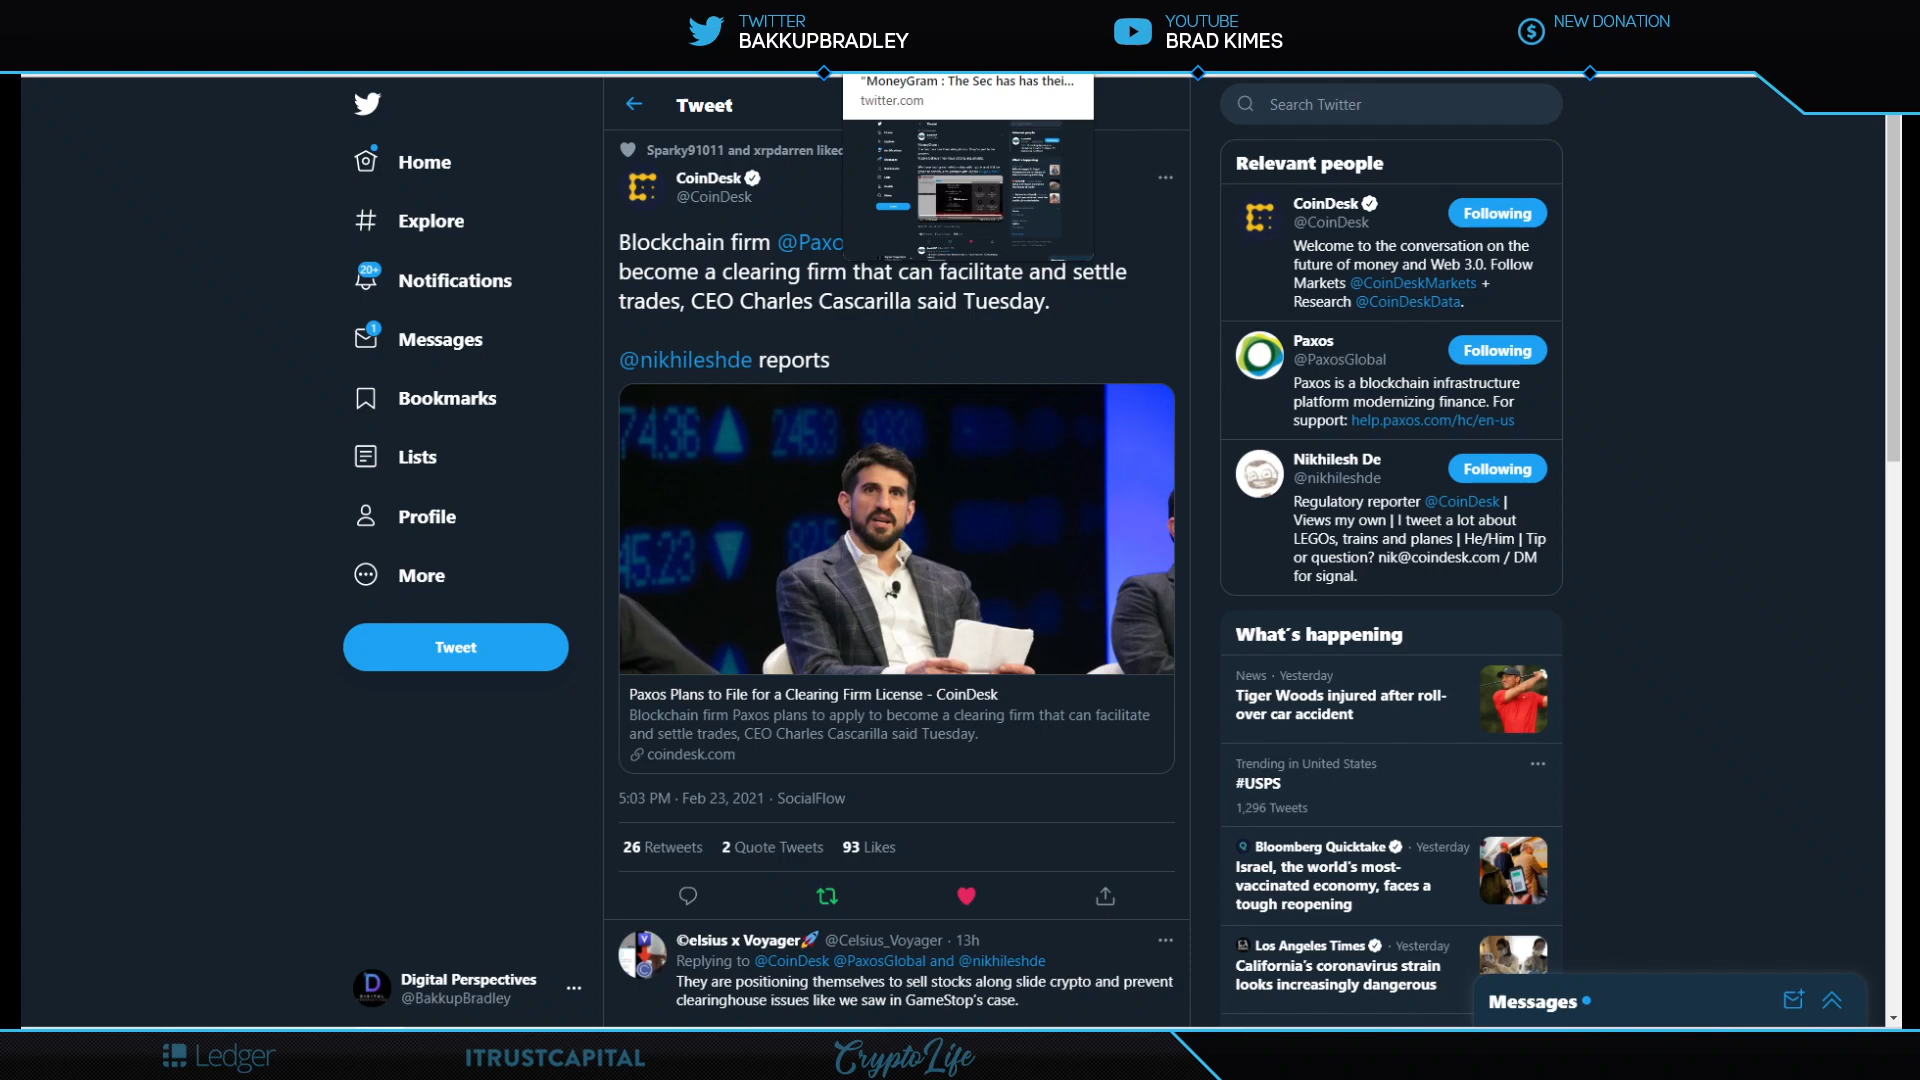 TWITTER
BAKKUPBRADLEY
YOUTUBE
BRAD KIMES
NEW DONATION
Home
Explore
20+
Notifications
1
Messages
Bookmarks
Lists
Profile
More
Tweet
Digital Perspectives
@BakkupBradley
Tweet
"MoneyGram : The Sec has has thei...
twitter.com
Sparky91011 and xrpdarren liked
CoinDesk
@CoinDesk
Blockchain firm @Paxo
become a clearing firm that can facilitate and settle
trades, CEO Charles Cascarilla said Tuesday.
@nikhileshde reports
74.36 245.3 933
45.23
Paxos Plans to File for a Clearing Firm License - CoinDesk
Blockchain firm Paxos plans to apply to become a clearing firm that can facilitate
and settle trades, CEO Charles Cascarilla said Tuesday.
coindesk.com
5:03 PM · Feb 23, 2021 · SocialFlow
26 Retweets 2 Quote Tweets 93 Likes
©elsius x Voyager🚀 @Celsius_Voyager · 13h
Replying to @CoinDesk @PaxosGlobal and @nikhileshde
They are positioning themselves to sell stocks along slide crypto and prevent
clearinghouse issues like we saw in GameStop's case.
Search Twitter
Relevant people
CoinDesk
@CoinDesk
Following
Welcome to the conversation on the
future of money and Web 3.0. Follow
Markets @CoinDeskMarkets +
Research @CoinDeskData.
Paxos
@PaxosGlobal
Following
Paxos is a blockchain infrastructure
platform modernizing finance. For
support: help.paxos.com/hc/en-us
Nikhilesh De
@nikhileshde
Following
Regulatory reporter @CoinDesk |
Views my own | I tweet a lot about
LEGOs, trains and planes | He/Him | Tip
or question? nik@coindesk.com / DM
for signal.
What's happening
News · Yesterday
Tiger Woods injured after roll-
over car accident
Trending in United States
#USPS
1,296 Tweets
Bloomberg Quicktake · Yesterday
Israel, the world's most-
vaccinated economy, faces a
tough reopening
Los Angeles Times · Yesterday
California's coronavirus strain
looks increasingly dangerous
Messages
Ledger
ITRUSTCAPITAL
CryptoLife